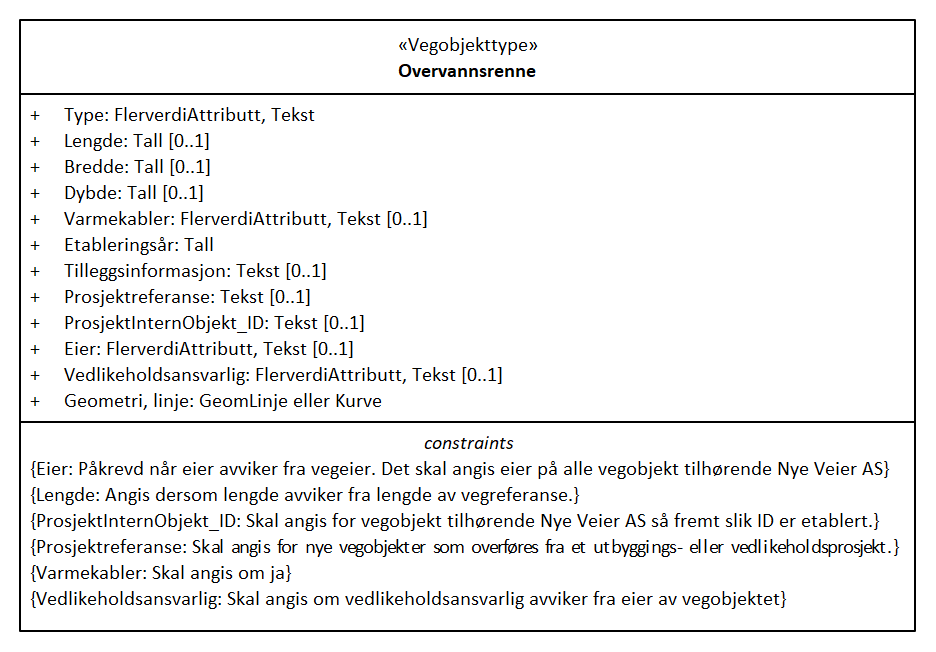 «Vegobjekttype»
Overvannsrenne
+ Type: FlerverdiAttributt, Tekst
+ Lengde: Tall [0..1]
+ Bredde: Tall [0..1]
+ Dybde: Tall [0..1]
+ Varmekabler: FlerverdiAttributt, Tekst [0..1]
+ Etableringsår: Tall
+ Tilleggsinformasjon: Tekst [0..1]
+ Prosjektreferanse: Tekst [0..1]
+ ProsjektInternObjekt_ID: Tekst [0..1]
+ Eier: FlerverdiAttributt, Tekst [0..1]
+ Vedlikeholdsansvarlig: FlerverdiAttributt, Tekst [0..1]
+ Geometri, linje: GeomLinje eller Kurve
constraints
{Eier: Påkrevd når eier avviker fra vegeier. Det skal angis eier på alle vegobjekt tilhørende Nye Veier AS}
{Lengde: Angis dersom lengde avviker fra lengde av vegreferanse.}
{ProsjektInternObjekt_ID: Skal angis for vegobjekt tilhørende Nye Veier AS så fremt slik ID er etablert.}
{Prosjektreferanse: Skal angis for nye vegobjekter som overføres fra et utbyggings- eller vedlikeholdsprosjekt.}
{Varmekabler: Skal angis om ja}
{Vedlikeholdsansvarlig: Skal angis om vedlikeholdsansvarlig avviker fra eier av vegobjektet}